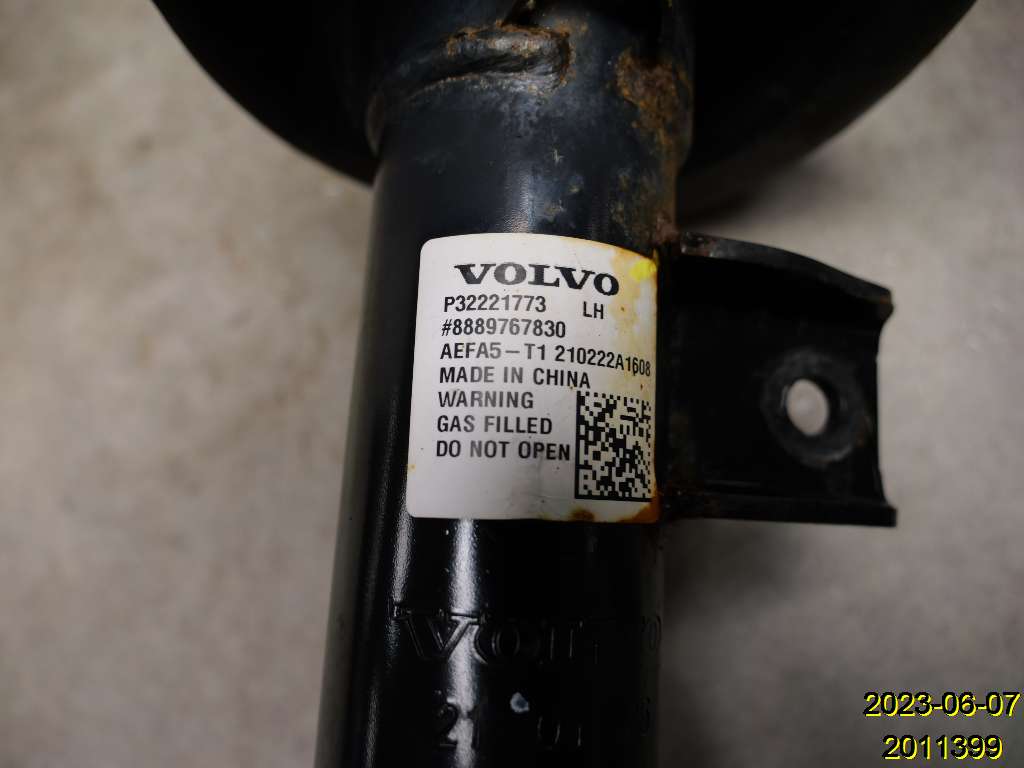 VOLVO
P32221773 LH
#8889767830
AEFA5-T1 210222A1608
MADE IN CHINA
WARNING
GAS FILLED
DO NOT OPEN
VOLVO
2023-06-07
2011399